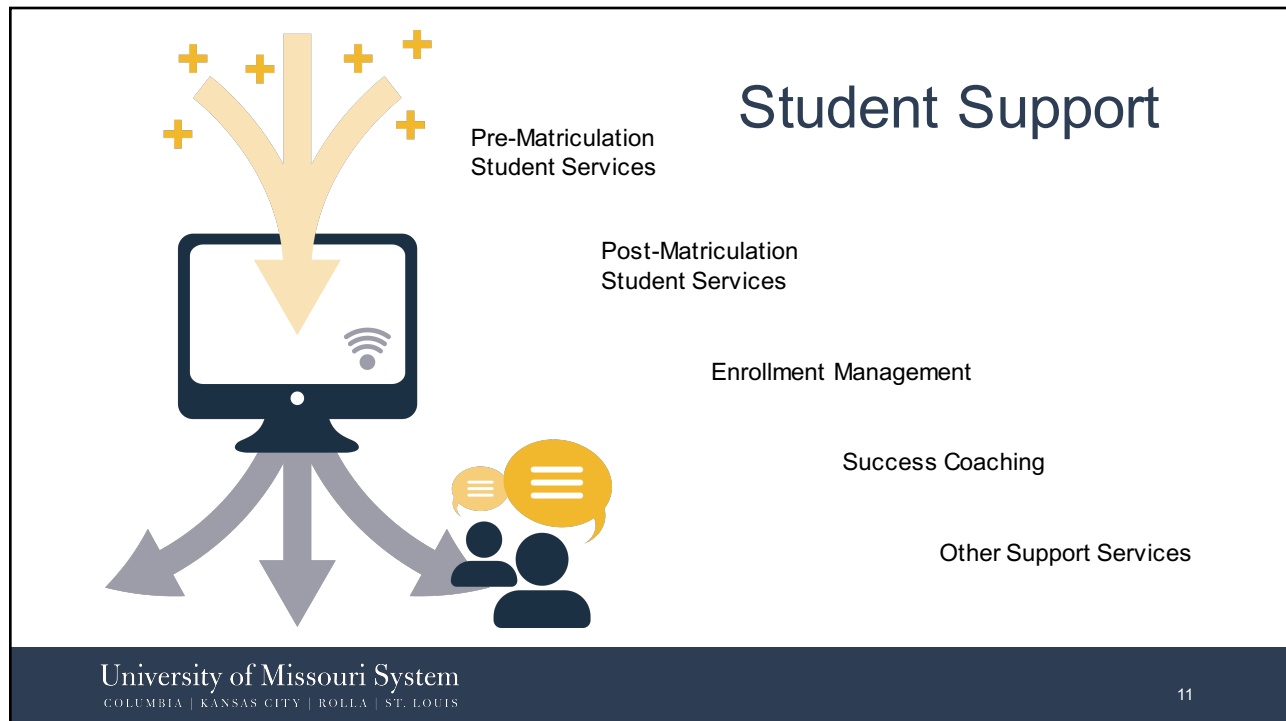 Student Support
Pre-Matriculation
Student Services
Post-Matriculation
Student Services
Enrollment Management
Success Coaching
Other Support Services
University of Missouri System
COLUMBIA | KANSAS CITY | ROLLA | ST. LOUIS
11